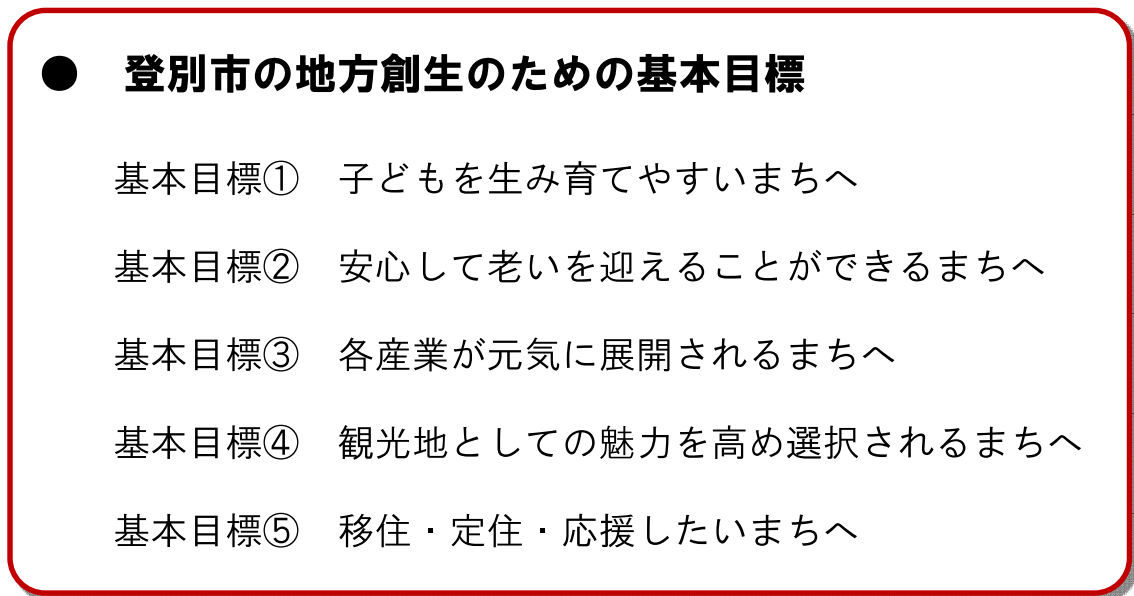 ● 登別市の地方創生のための基本目標
基本目標① 子どもを生み育てやすいまちへ
基本目標② 安心して老いを迎えることができるまちへ
基本目標③ 各産業が元気に展開されるまちへ
基本目標④ 観光地としての魅力を高め選択されるまちへ
基本目標⑤ 移住・定住・応援したいまちへ